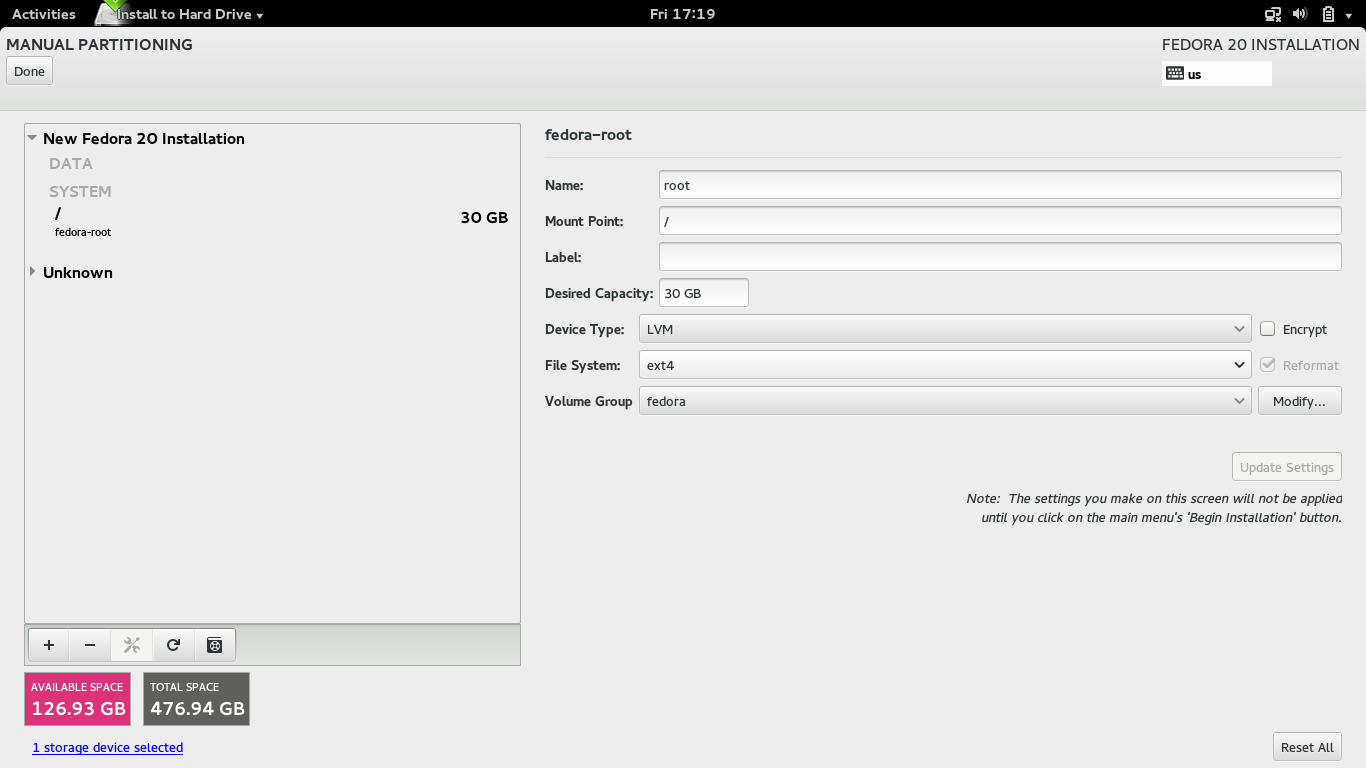 Activities Install to Hard Drive Fri 17:19
MANUAL PARTITIONING FEDORA 20 INSTALLATION
Done us
New Fedora 20 Installation
DATA
SYSTEM
/ 30 GB
fedora-root
Unknown
fedora-root
Name: root
Mount Point: /
Label:
Desired Capacity: 30 GB
Device Type: LVM Encrypt
File System: ext4 Reformat
Volume Group fedora Modify...
Update Settings
Note: The settings you make on this screen will not be applied
until you click on the main menu's 'Begin Installation' button.
AVAILABLE SPACE TOTAL SPACE
126.93 GB 476.94 GB
1 storage device selected Reset All